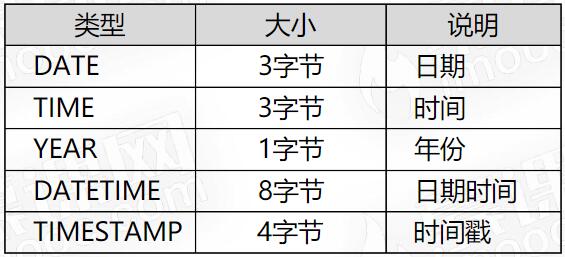 类型 大小 说明
DATE 3字节 日期
TIME 3字节 时间
YEAR 1字节 年份
DATETIME 8字节 日期时间
TIMESTAMP 4字节 时间戳